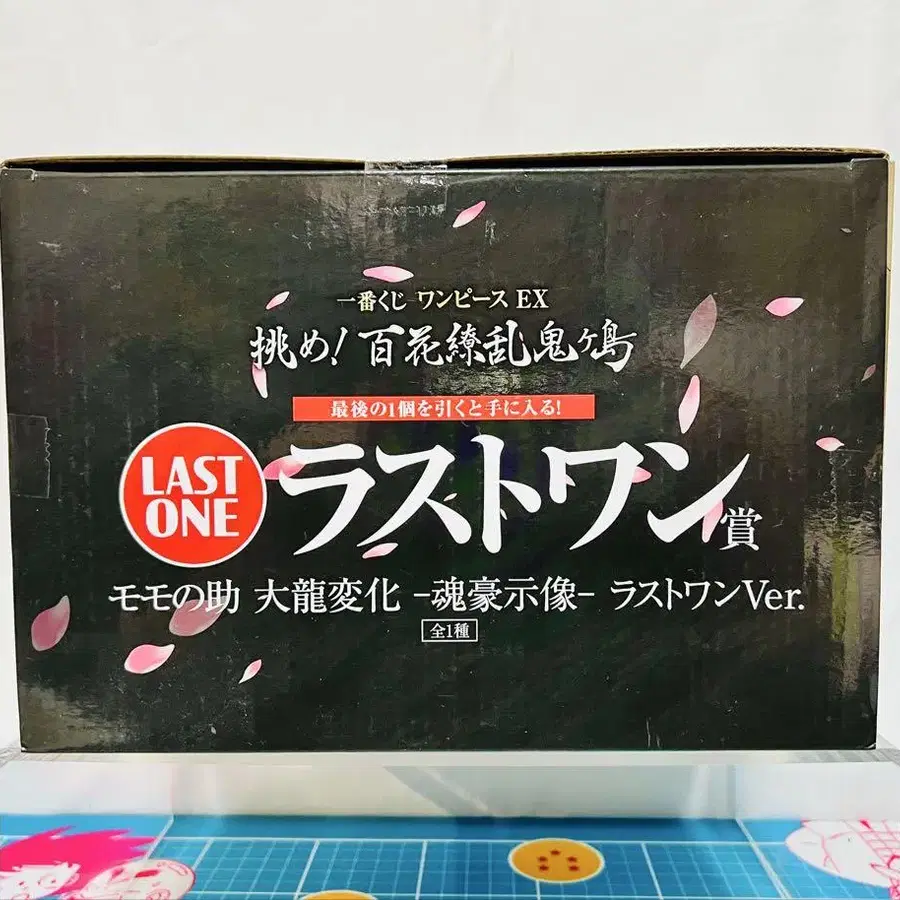 一番くじ ワンピース EX
挑め!百花繚乱鬼ヶ島
最後の1個を引くと手に入る!
LAST
ONE
ラストワン賞
モモの助 大龍変化 -魂豪示像- ラストワンVer.
全1種